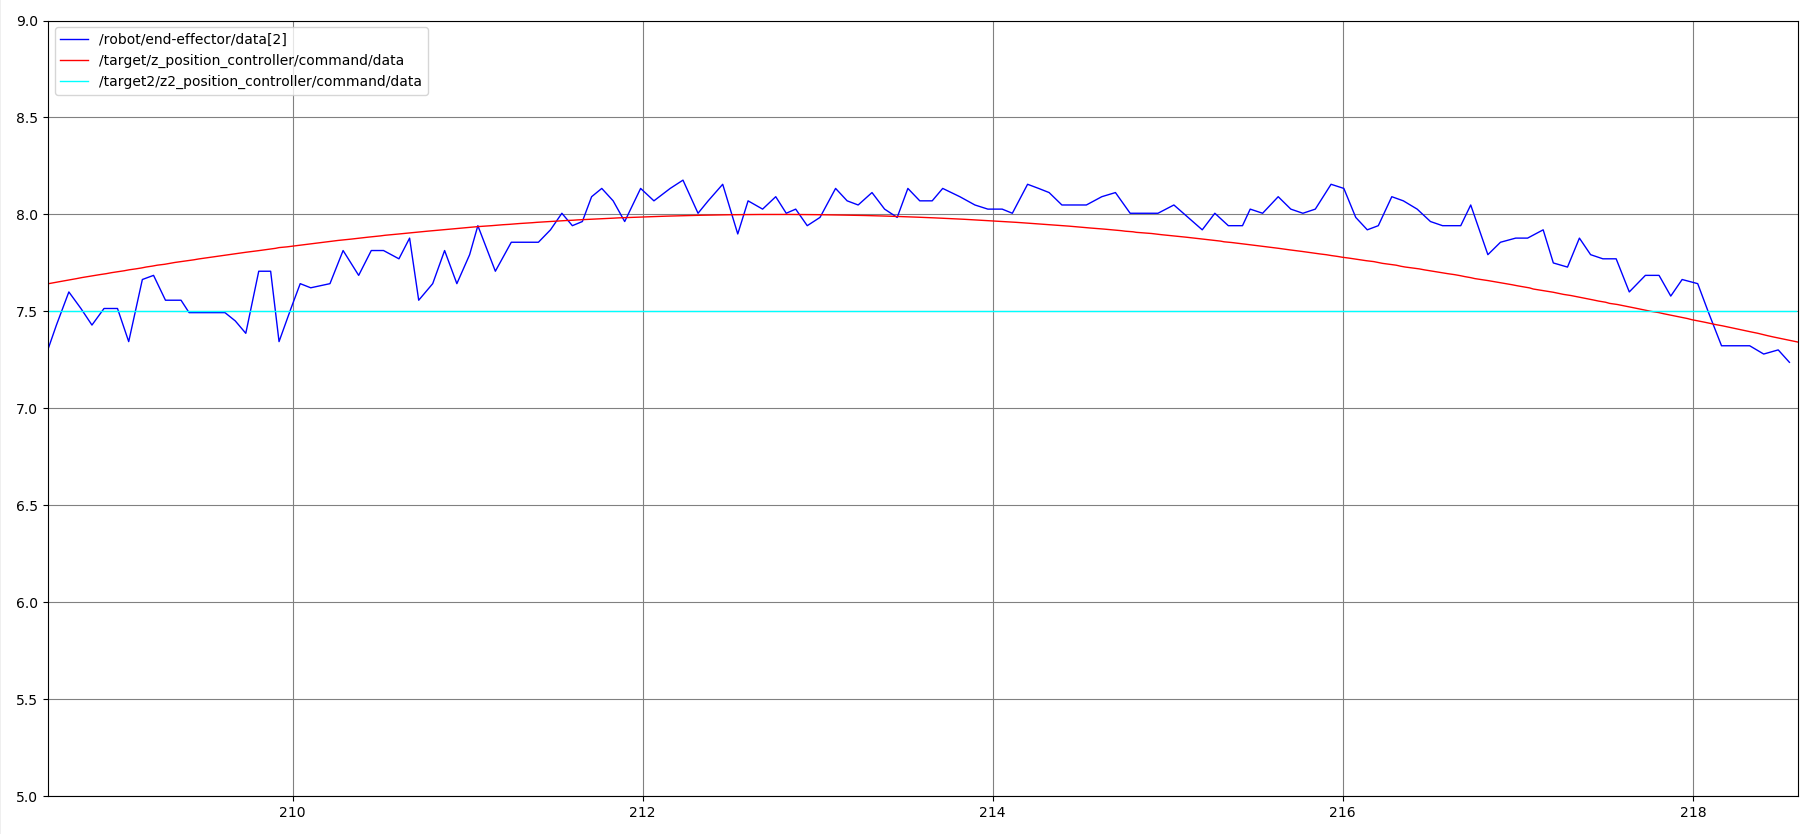 9.0
/robot/end-effector/data[2]
/target/z_position_controller/command/data
/target2/z2_position_controller/command/data
8.5
8.0
7.5
7.0
6.5
6.0
5.5
5.0
210 212 214 216 218